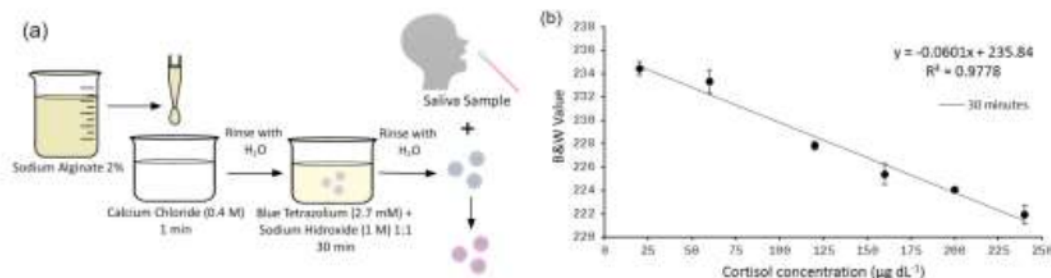 (a)
Saliva Sample
+
Sodium Alginate 2%
Rinse with
H₂O
Rinse with
H₂O
Calcium Chloride (0.4 M)
1 min
Blue Tetrazolium (2.7 mM) +
Sodium Hidroxide (1 M) 1:1
30 min
(b)
y = -0.0601x + 235.84
R² = 0.9778
30 minutes
B&W Value
238
236
234
232
230
228
226
224
222
220
0 25 50 75 100 125 150 175 200 225 250
Cortisol concentration (µg dL⁻¹)